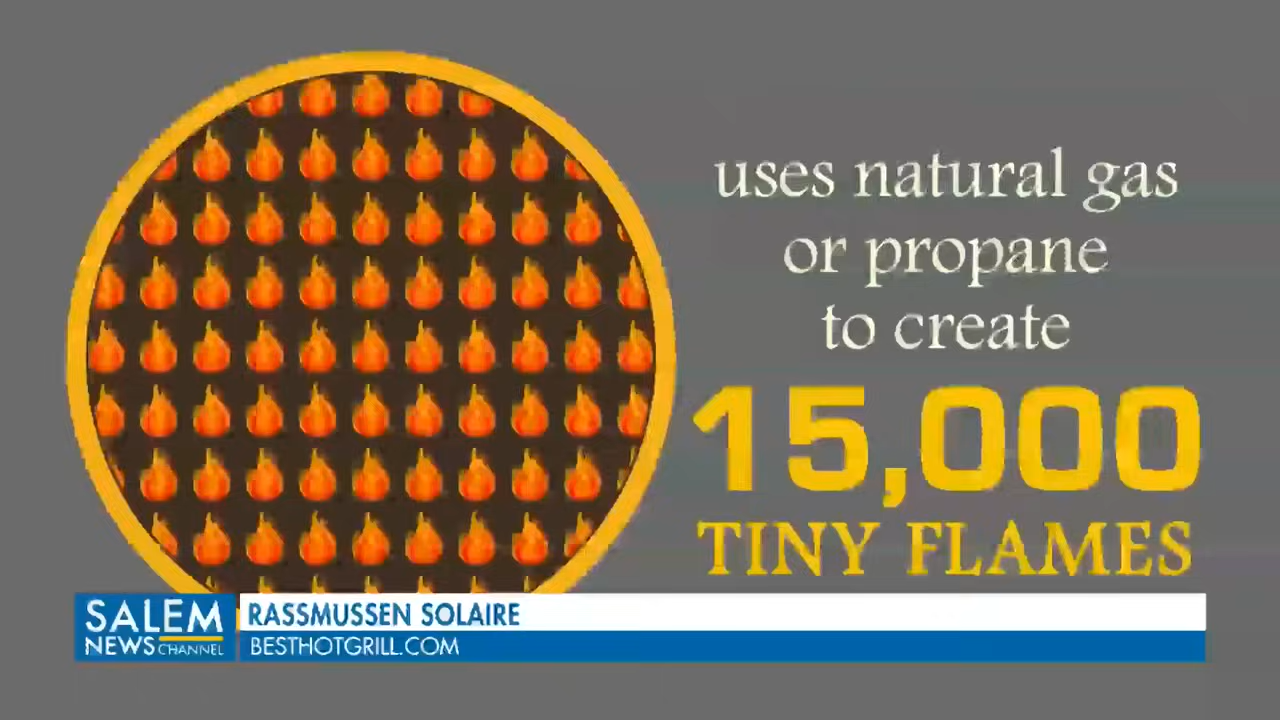 uses natural gas
or propane
to create
15,000
TINY FLAMES
SALEM
NEWS CHANNEL
RASSMUSSEN SOLAIRE
BESTHOTGRILL.COM